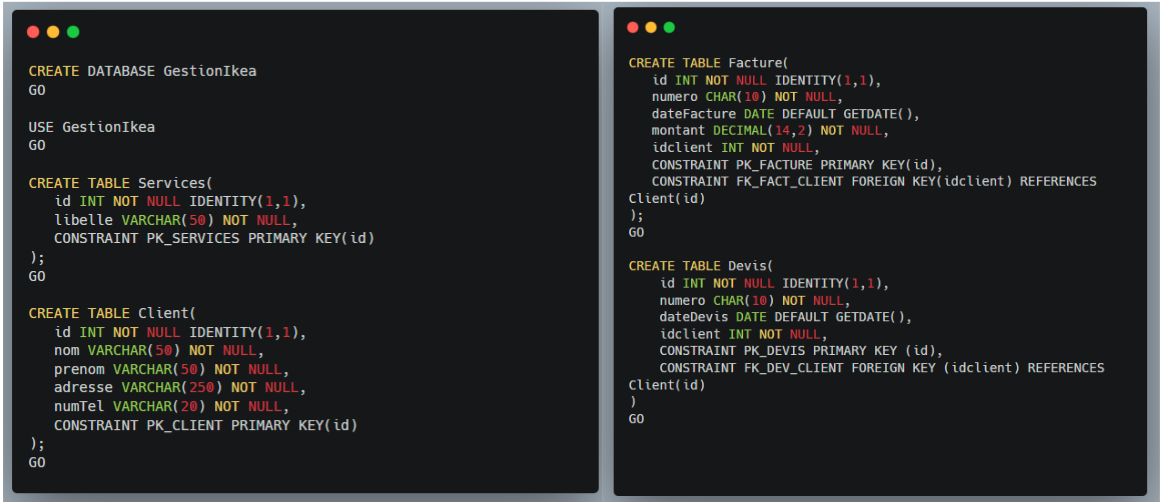 CREATE DATABASE GestionIkea
GO
USE GestionIkea
GO
CREATE TABLE Services(
id INT NOT NULL IDENTITY(1,1),
libelle VARCHAR(50) NOT NULL,
CONSTRAINT PK_SERVICES PRIMARY KEY(id)
);
GO
CREATE TABLE Client(
id INT NOT NULL IDENTITY(1,1),
nom VARCHAR(50) NOT NULL,
prenom VARCHAR(50) NOT NULL,
adresse VARCHAR(250) NOT NULL,
numTel VARCHAR(20) NOT NULL,
CONSTRAINT PK_CLIENT PRIMARY KEY(id)
);
GO
CREATE TABLE Facture(
id INT NOT NULL IDENTITY(1,1),
numero CHAR(10) NOT NULL,
dateFacture DATE DEFAULT GETDATE(),
montant DECIMAL(14,2) NOT NULL,
idclient INT NOT NULL,
CONSTRAINT PK_FACTURE PRIMARY KEY(id),
CONSTRAINT FK_FACT_CLIENT FOREIGN KEY(idclient) REFERENCES
Client(id)
);
GO
CREATE TABLE Devis(
id INT NOT NULL IDENTITY(1,1),
numero CHAR(10) NOT NULL,
dateDevis DATE DEFAULT GETDATE(),
idclient INT NOT NULL,
CONSTRAINT PK_DEVIS PRIMARY KEY (id),
CONSTRAINT FK_DEV_CLIENT FOREIGN KEY (idclient) REFERENCES
Client(id)
)
GO